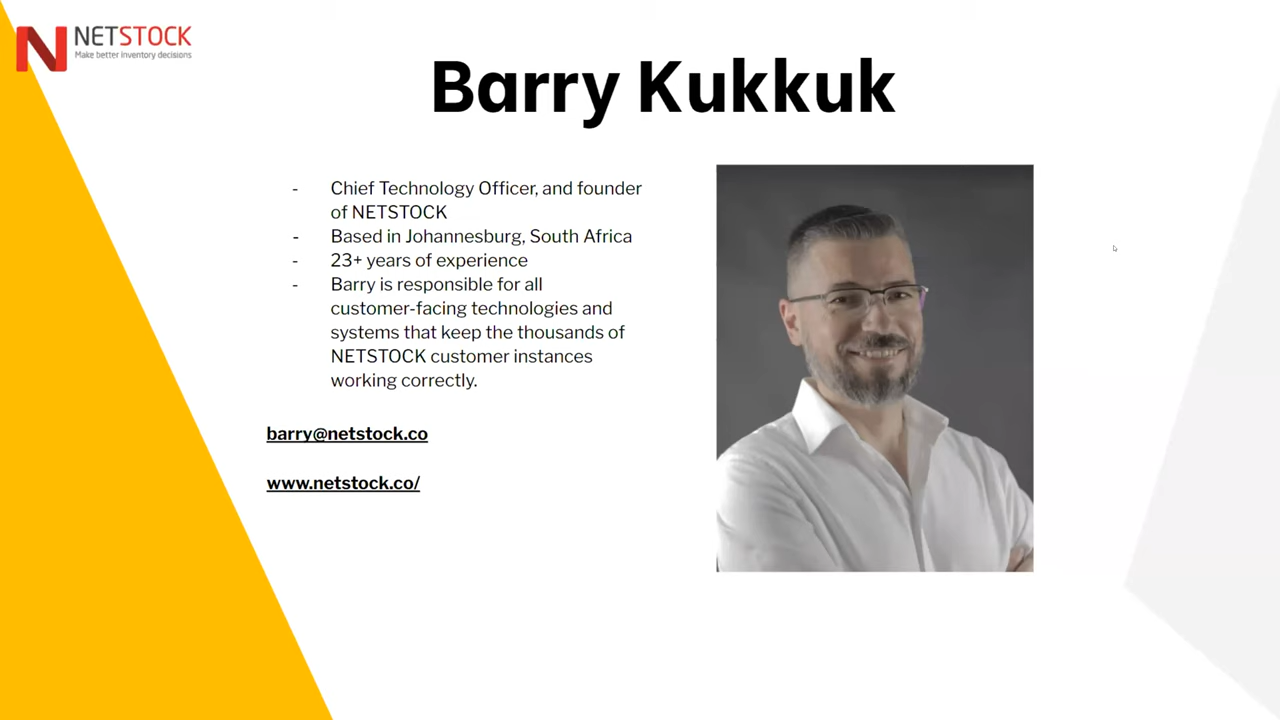 NETSTOCK
Make better inventory decisions
Barry Kukkuk
- Chief Technology Officer, and founder
of NETSTOCK
- Based in Johannesburg, South Africa
- 23+ years of experience
- Barry is responsible for all
customer-facing technologies and
systems that keep the thousands of
NETSTOCK customer instances
working correctly.
barry@netstock.co
www.netstock.co/